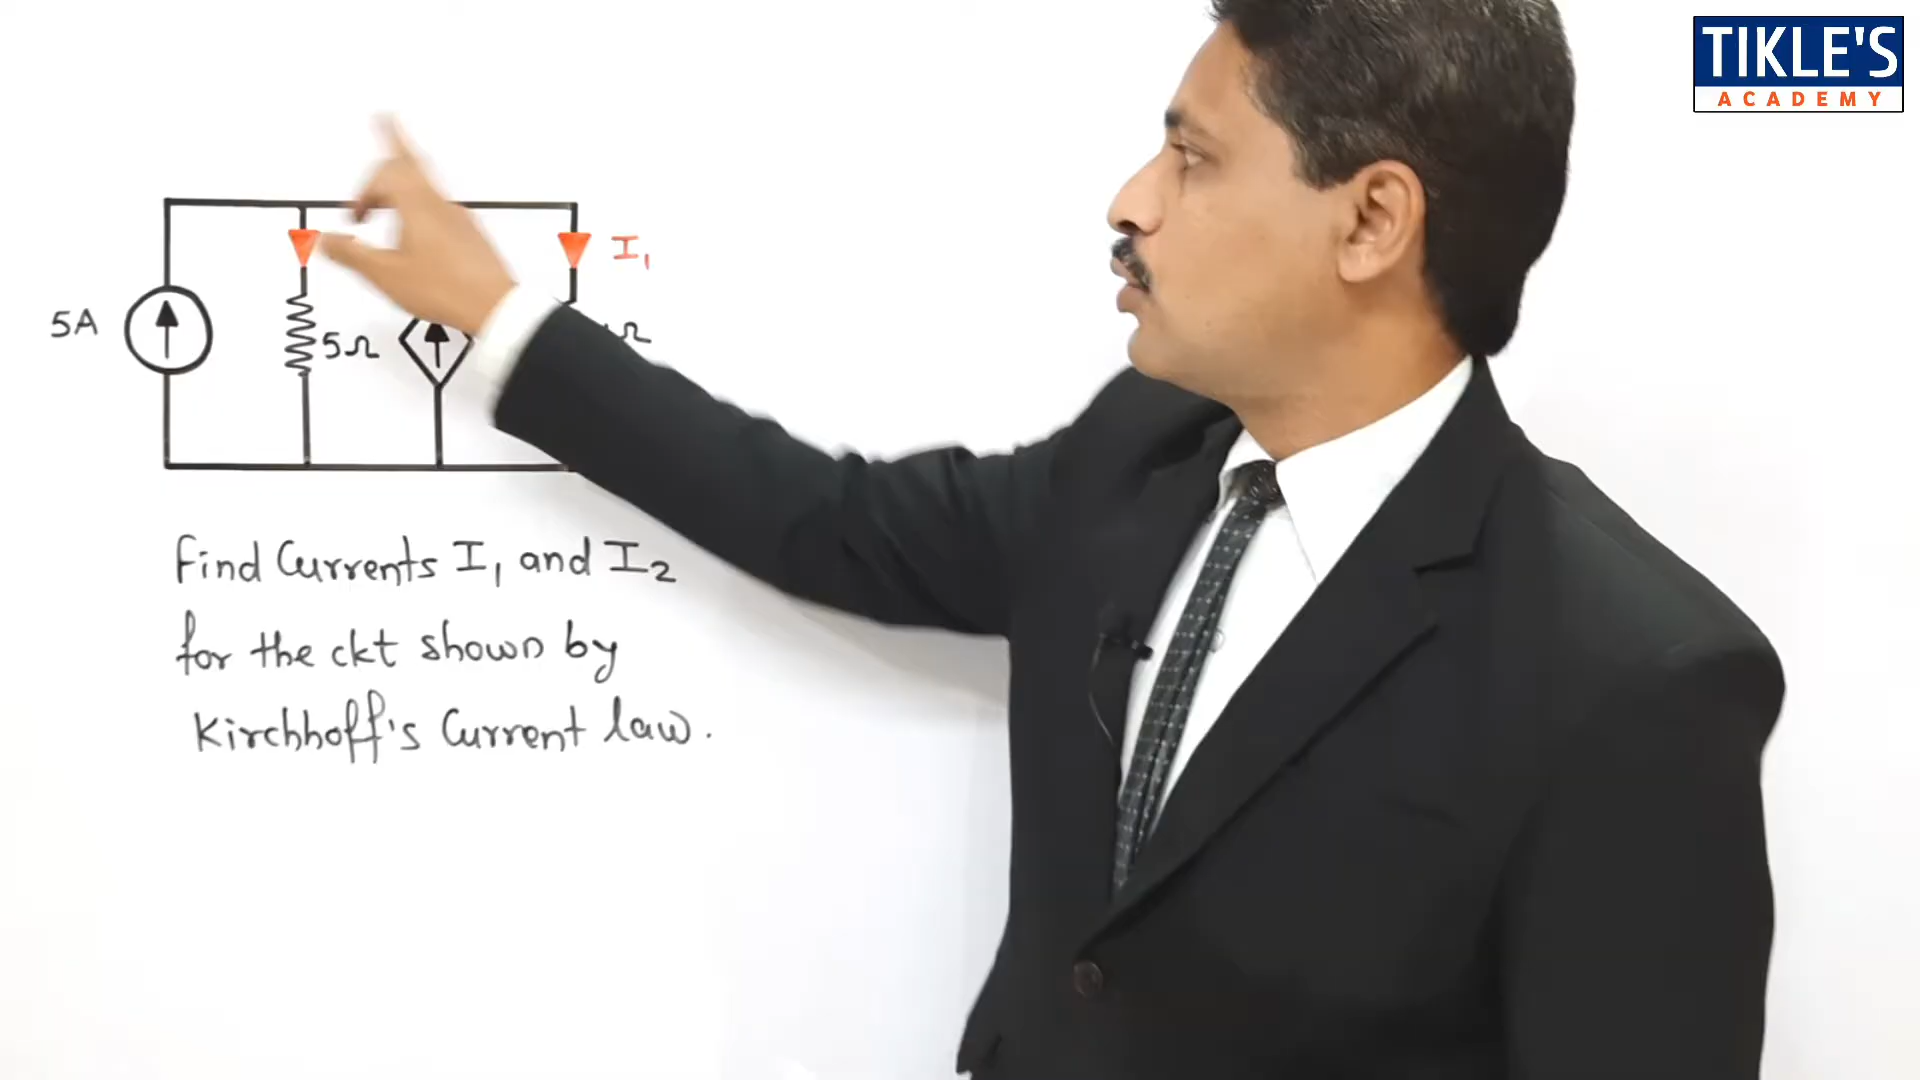 TIKLE'S
ACADEMY
I₁
5A
5Ω
Ω
Find Currents I₁ and I₂
for the ckt shown by
Kirchhoff's Current law.